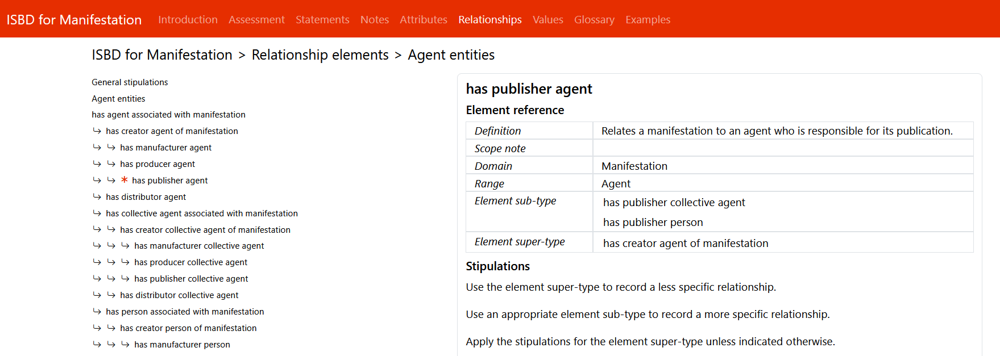 ISBD for Manifestation Introduction Assessment Statements Notes Attributes Relationships Values Glossary Examples
ISBD for Manifestation > Relationship elements > Agent entities
General stipulations
Agent entities
has agent associated with manifestation
↪ has creator agent of manifestation
↪ ↪ has manufacturer agent
↪ ↪ has producer agent
↪ ↪ * has publisher agent
↪ has distributor agent
↪ has collective agent associated with manifestation
↪ ↪ has creator collective agent of manifestation
↪ ↪ ↪ has manufacturer collective agent
↪ ↪ ↪ has producer collective agent
↪ ↪ ↪ has publisher collective agent
↪ ↪ has distributor collective agent
↪ has person associated with manifestation
↪ ↪ has creator person of manifestation
↪ ↪ ↪ has manufacturer person
has publisher agent
Element reference
Definition Relates a manifestation to an agent who is responsible for its publication.
Scope note
Domain Manifestation
Range Agent
Element sub-type has publisher collective agent
has publisher person
Element super-type has creator agent of manifestation
Stipulations
Use the element super-type to record a less specific relationship.
Use an appropriate element sub-type to record a more specific relationship.
Apply the stipulations for the element super-type unless indicated otherwise.